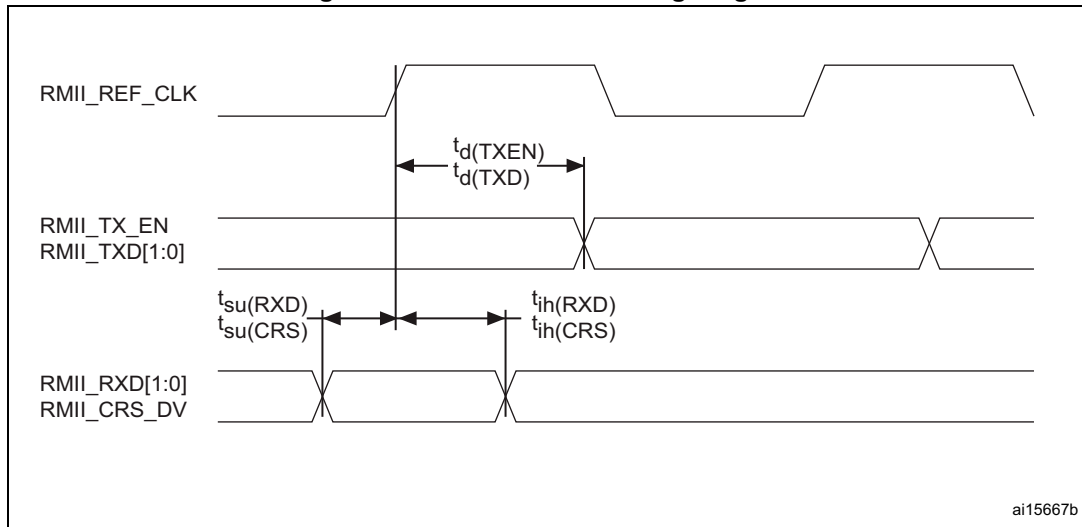 RMII_REF_CLK
td(TXEN)
td(TXD)
RMII_TX_EN
RMII_TXD[1:0]
tsu(RXD)
tsu(CRS)
tih(RXD)
tih(CRS)
RMII_RXD[1:0]
RMII_CRS_DV
ai15667b